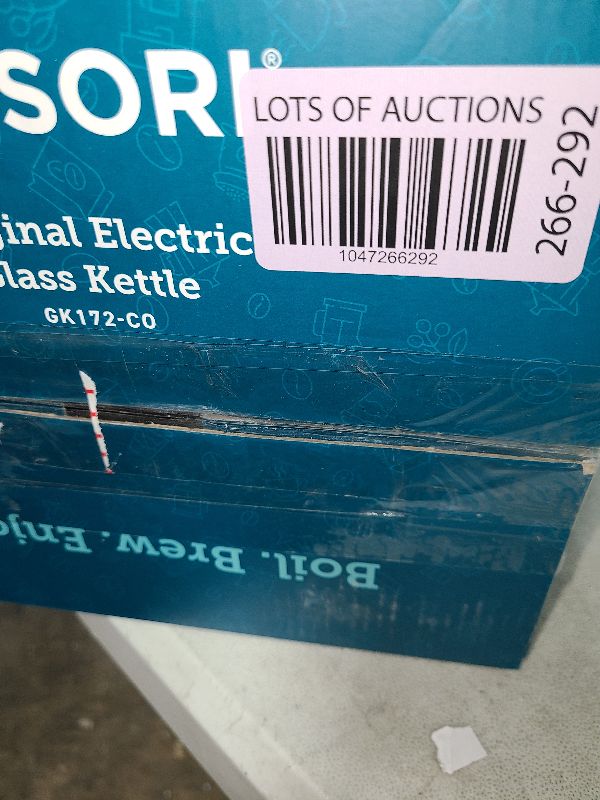 SORI®
LOTS OF AUCTIONS
1047266292
266-292
ginal Electric
Glass Kettle
GK172-CO
Boil. Brew. Enjo